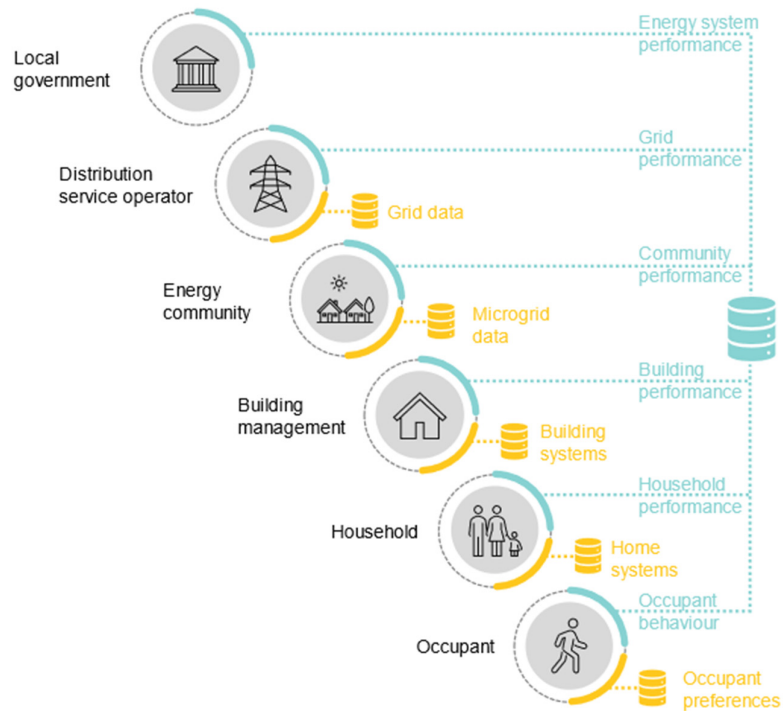 Energy system
performance
Local
government
Grid
performance
Distribution
service operator
Grid data
Community
performance
Energy
community
Microgrid
data
Building
performance
Building
management
Building
systems
Household
performance
Household
Home
systems
Occupant
behaviour
Occupant
Occupant
preferences